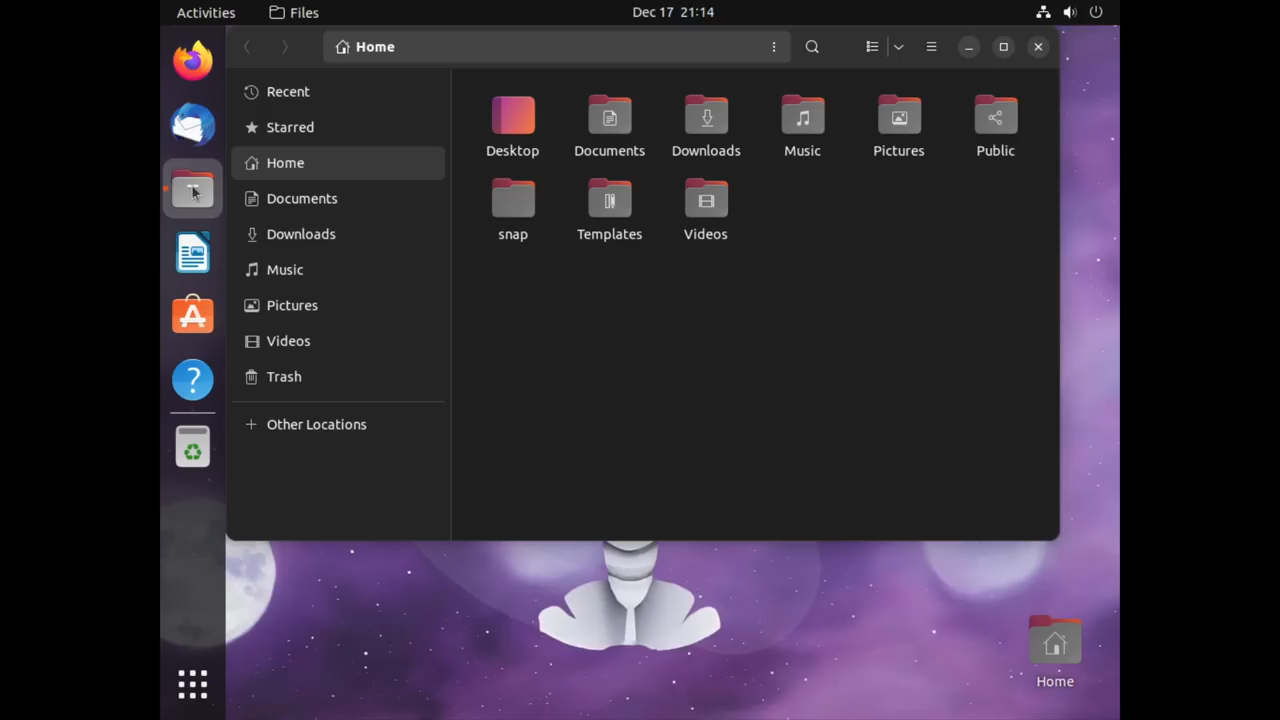 Activities Files Dec 17 21:14
Home
Recent
Starred
Home
Documents
Downloads
Music
Pictures
Videos
Trash
Other Locations
Desktop Documents Downloads Music Pictures Public
snap Templates Videos
Home